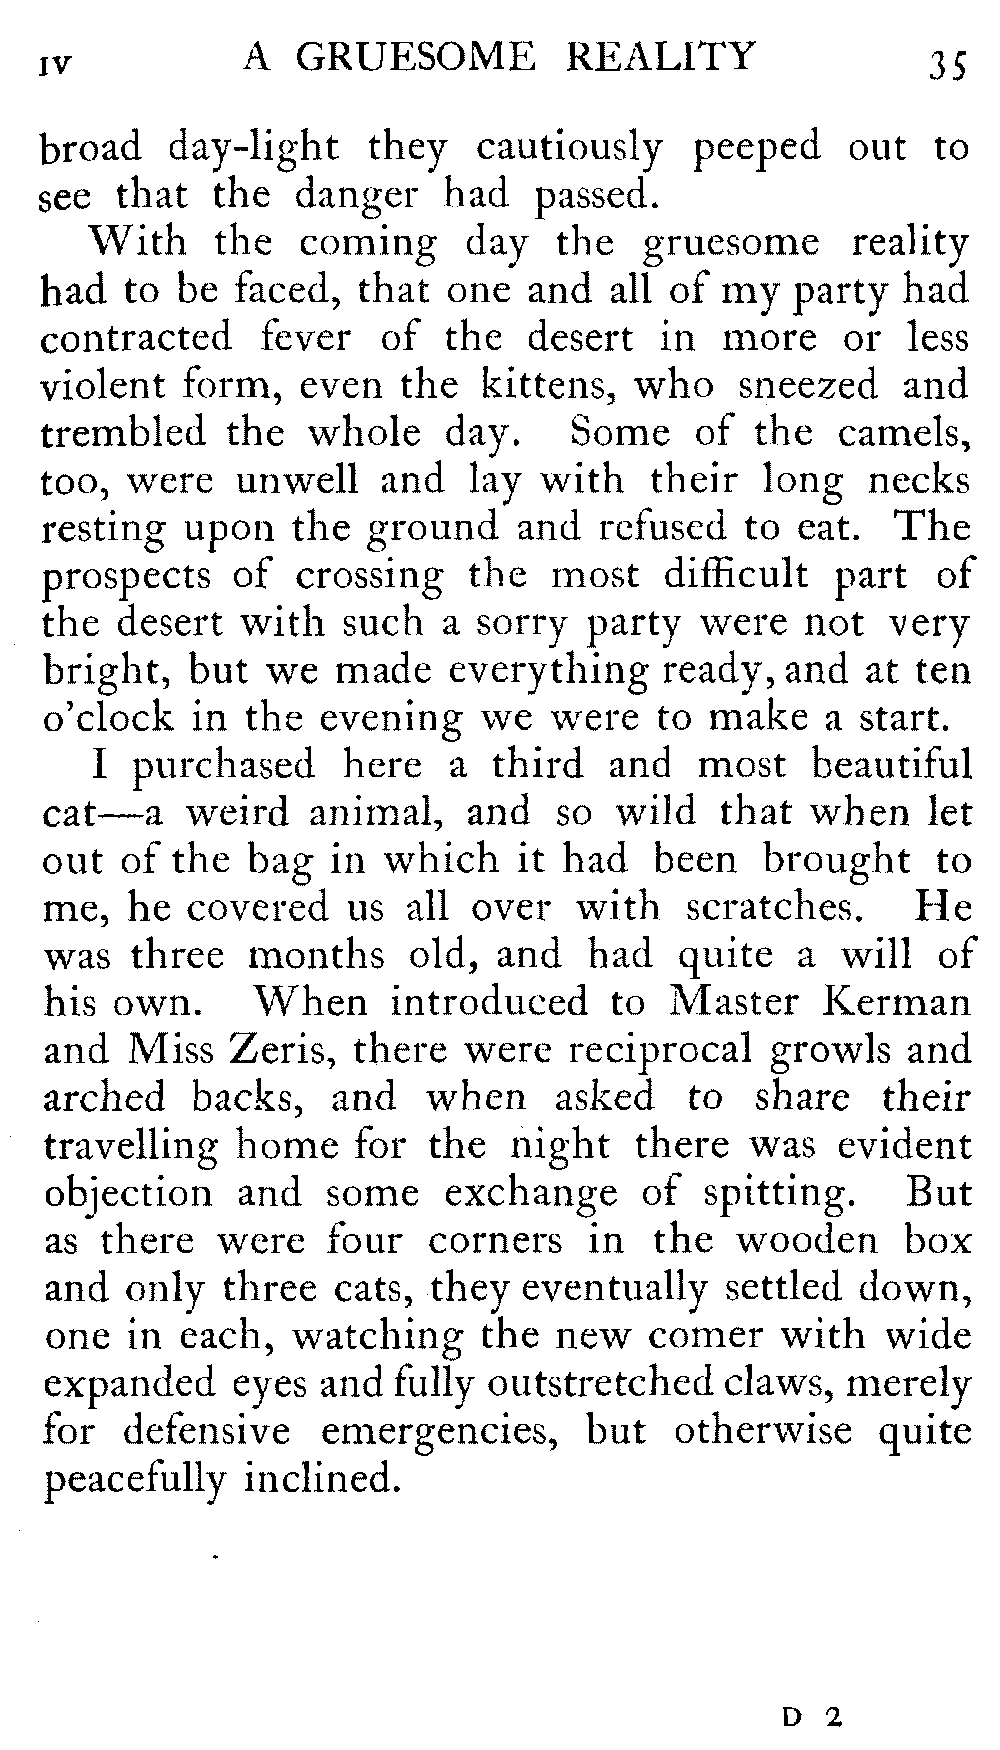 IV A GRUESOME REALITY 35
broad day-light they cautiously peeped out to
see that the danger had passed.
With the coming day the gruesome reality
had to be faced, that one and all of my party had
contracted fever of the desert in more or less
violent form, even the kittens, who sneezed and
trembled the whole day. Some of the camels,
too, were unwell and lay with their long necks
resting upon the ground and refused to eat. The
prospects of crossing the most difficult part of
the desert with such a sorry party were not very
bright, but we made everything ready, and at ten
o'clock in the evening we were to make a start.
I purchased here a third and most beautiful
cat—a weird animal, and so wild that when let
out of the bag in which it had been brought to
me, he covered us all over with scratches. He
was three months old, and had quite a will of
his own. When introduced to Master Kerman
and Miss Zeris, there were reciprocal growls and
arched backs, and when asked to share their
travelling home for the night there was evident
objection and some exchange of spitting. But
as there were four corners in the wooden box
and only three cats, they eventually settled down,
one in each, watching the new comer with wide
expanded eyes and fully outstretched claws, merely
for defensive emergencies, but otherwise quite
peacefully inclined.
D 2